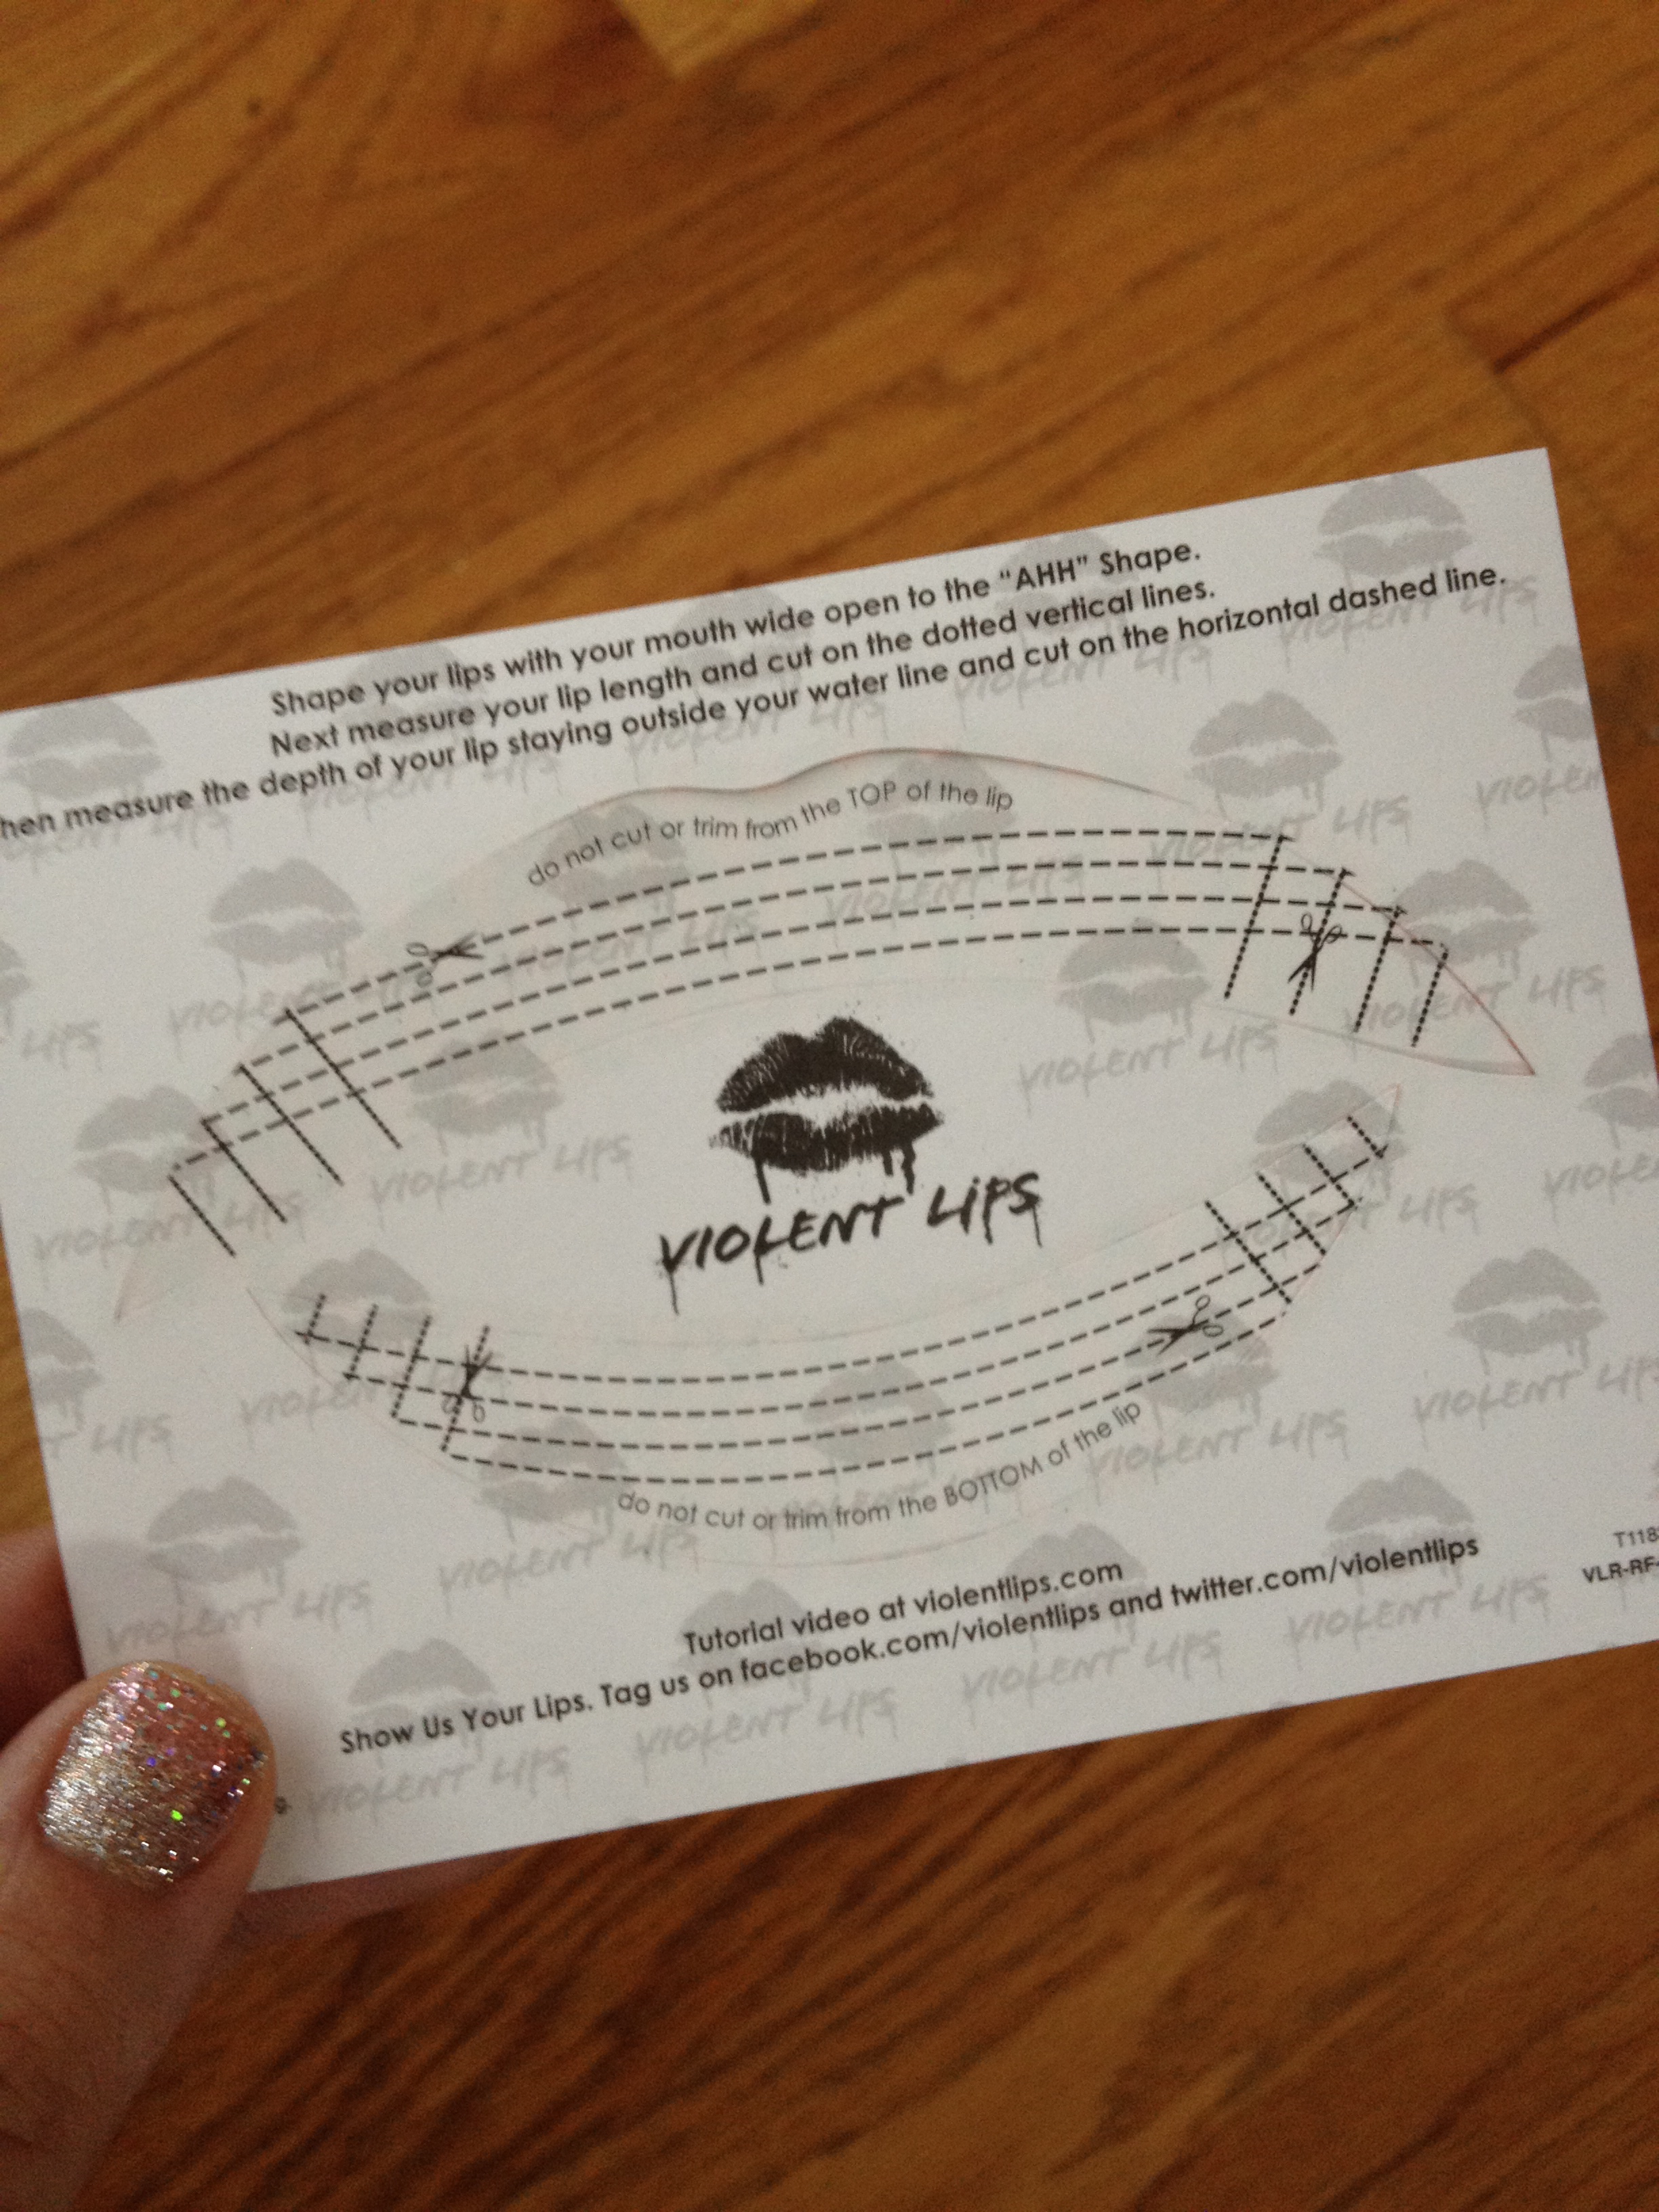 Shape your lips with your mouth wide open to the “AHH” Shape.
Next measure your lip length and cut on the dotted vertical lines.
hen measure the depth of your lip staying outside your water line and cut on the horizontal dashed line.
do not cut or trim from the TOP of the lip
VIOLENT LIPS
do not cut or trim from the BOTTOM of the lip
Tutorial video at violentlips.com
Show Us Your Lips. Tag us on facebook.com/violentlips and twitter.com/violentlips
T118
VLR-RF-